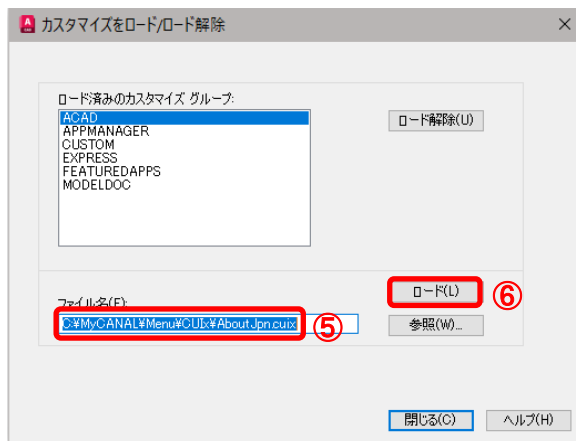 カスタマイズをロード/ロード解除
ロード済みのカスタマイズ グループ:
ACAD
APPMANAGER
CUSTOM
EXPRESS
FEATUREDAPPS
MODELDOC
ロード解除(U)
ファイル名(F):
C:¥MyCANAL¥Menu¥CUIx¥AboutJpn.cuix
⑤
ロード(L)
⑥
参照(W)...
閉じる(C)
ヘルプ(H)